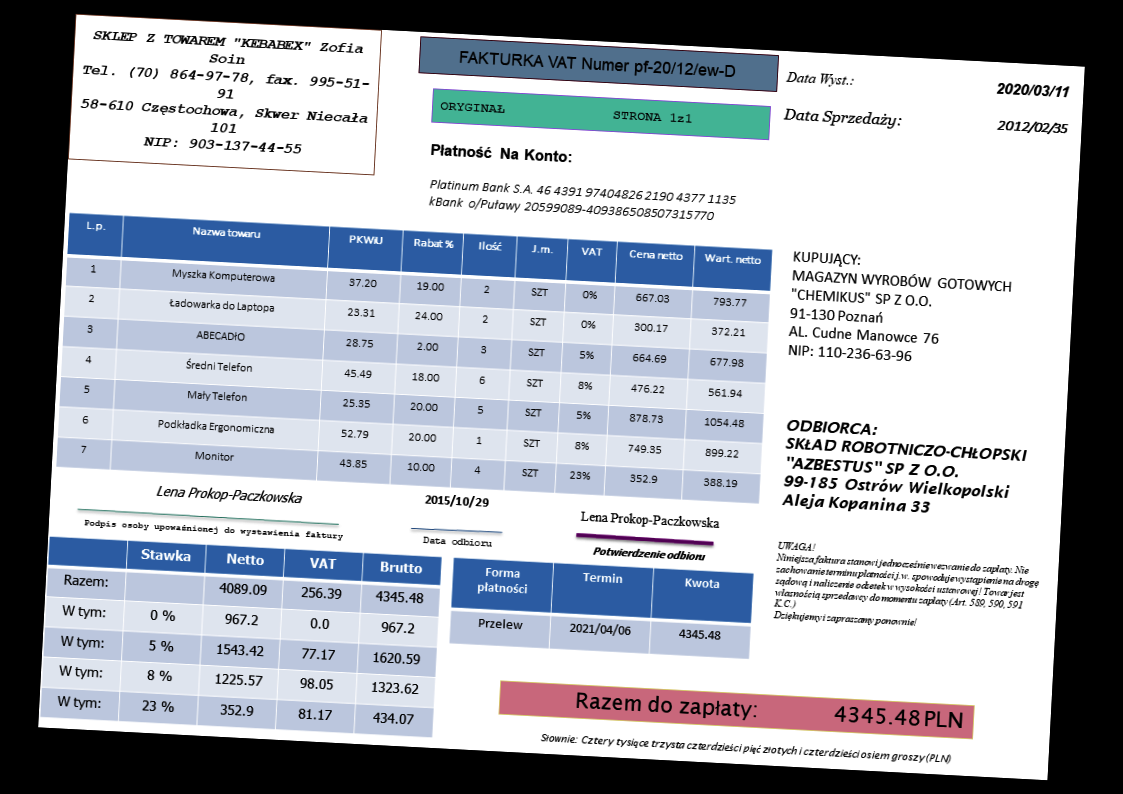 SKLEP Z TOWAREM "KEBABEX" Zofia
Soin
Tel. (70) 864-97-78, fax. 995-51-
91
58-610 Częstochowa, Skwer Niecała
101
NIP: 903-137-44-55
FAKTURKA VAT Numer pf-20/12/ew-D
ORYGINAŁ STRONA 1z1
Data Wyst.: 2020/03/11
Data Sprzedaży: 2012/02/35
Płatność Na Konto:
Platinum Bank S.A. 46 4391 97404826 2190 4377 1135
kBank o/Puławy 20599089-409386508507315770
L.p. Nazwa towaru PKWiU Rabat % Ilość J.m. VAT Cena netto Wart. netto
1 Myszka Komputerowa 37.20 19.00 2 SZT 0% 667.03 793.77
2 Ładowarka do Laptopa 23.31 24.00 2 SZT 0% 300.17 372.21
3 ABECADŁO 28.75 2.00 3 SZT 5% 664.69 677.98
4 Średni Telefon 45.49 18.00 6 SZT 8% 476.22 561.94
5 Mały Telefon 25.35 20.00 5 SZT 5% 878.73 1054.48
6 Podkładka Ergonomiczna 52.79 20.00 1 SZT 8% 749.35 899.22
7 Monitor 43.85 10.00 4 SZT 23% 352.9 388.19
KUPUJĄCY:
MAGAZYN WYROBÓW GOTOWYCH
"CHEMIKUS" SP Z O.O.
91-130 Poznań
AL. Cudne Manowce 76
NIP: 110-236-63-96
ODBIORCA:
SKŁAD ROBOTNICZO-CHŁOPSKI
"AZBESTUS" SP Z O.O.
99-185 Ostrów Wielkopolski
Aleja Kopanina 33
Lena Prokop-Paczkowska
Podpis osoby upoważnionej do wystawienia faktury
2015/10/29
Data odbioru
Lena Prokop-Paczkowska
Potwierdzenie odbioru
UWAGA!
Niniejsza faktura stanowi jednocześnie wezwanie do zapłaty. Nie
zachowanie terminu płatności j.w. spowoduje wystąpienie na drogę
sądową i naliczenie odsetek w wysokości ustawowej! Towar jest
własnością sprzedawcy do momentu zapłaty (Art. 589, 590, 591
K.C.)
Dziękujemy i zapraszamy ponownie!
Stawka Netto VAT Brutto
Razem: 4089.09 256.39 4345.48
W tym: 0 % 967.2 0.0 967.2
W tym: 5 % 1543.42 77.17 1620.59
W tym: 8 % 1225.57 98.05 1323.62
W tym: 23 % 352.9 81.17 434.07
Forma
płatności Termin Kwota
Przelew 2021/04/06 4345.48
Razem do zapłaty: 4345.48 PLN
Słownie: Cztery tysiące trzysta czterdzieści pięć złotych i czterdzieści osiem groszy (PLN)